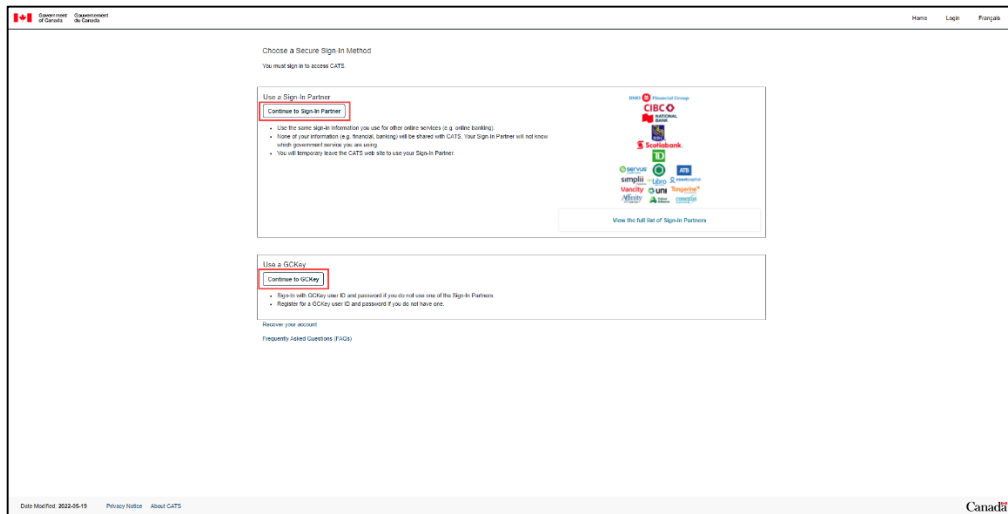 Government of Canada
Gouvernement du Canada
Home Login Français
Choose a Secure Sign-In Method
You must sign in to access CATS.
Use a Sign-In Partner
Continue to Sign-In Partner
• Use the same sign-in information you use for other online services (e.g. online banking)
• None of your information (e.g. financial, banking) will be shared with CATS. Your Sign-In Partner will not know
which government service you are using
• You will temporary leave the CATS web site to use your Sign-In Partner.
Financial Group
CIBC
NATIONAL
BANK
RBC
Scotiabank
TD
servus ATB
simplii Libro
Vancity UNI Tangerine
Affinity conexus
View the full list of Sign-In Partners
Use a GCKey
Continue to GCKey
• Sign-In with GCKey user ID and password if you do not use one of the Sign-In Partners
• Register for a GCKey user ID and password if you do not have one.
Recover your account
Frequently Asked Questions (FAQs)
Date Modified: 2022-05-19 Privacy Notice About CATS
Canada